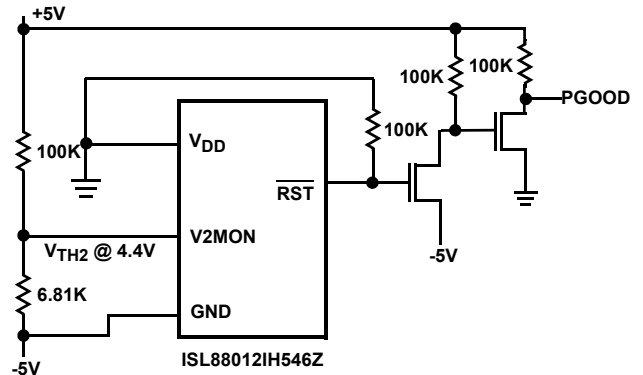 +5V
100K
100K
PGOOD
100K
100K
VDD
RST
VTH2 @ 4.4V
V2MON
-5V
6.81K
GND
-5V
ISL88012IH546Z